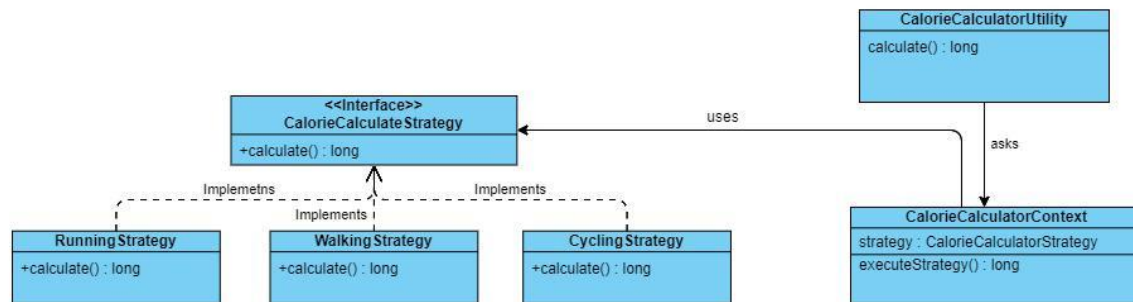 CalorieCalculatorUtility
calculate() : long
<<Interface>>
CalorieCalculateStrategy
+calculate() : long
uses
asks
Implemetns
Implements
Implements
RunningStrategy
+calculate() : long
WalkingStrategy
+calculate() : long
CyclingStrategy
+calculate() : long
CalorieCalculatorContext
strategy : CalorieCalculatorStrategy
executeStrategy() : long